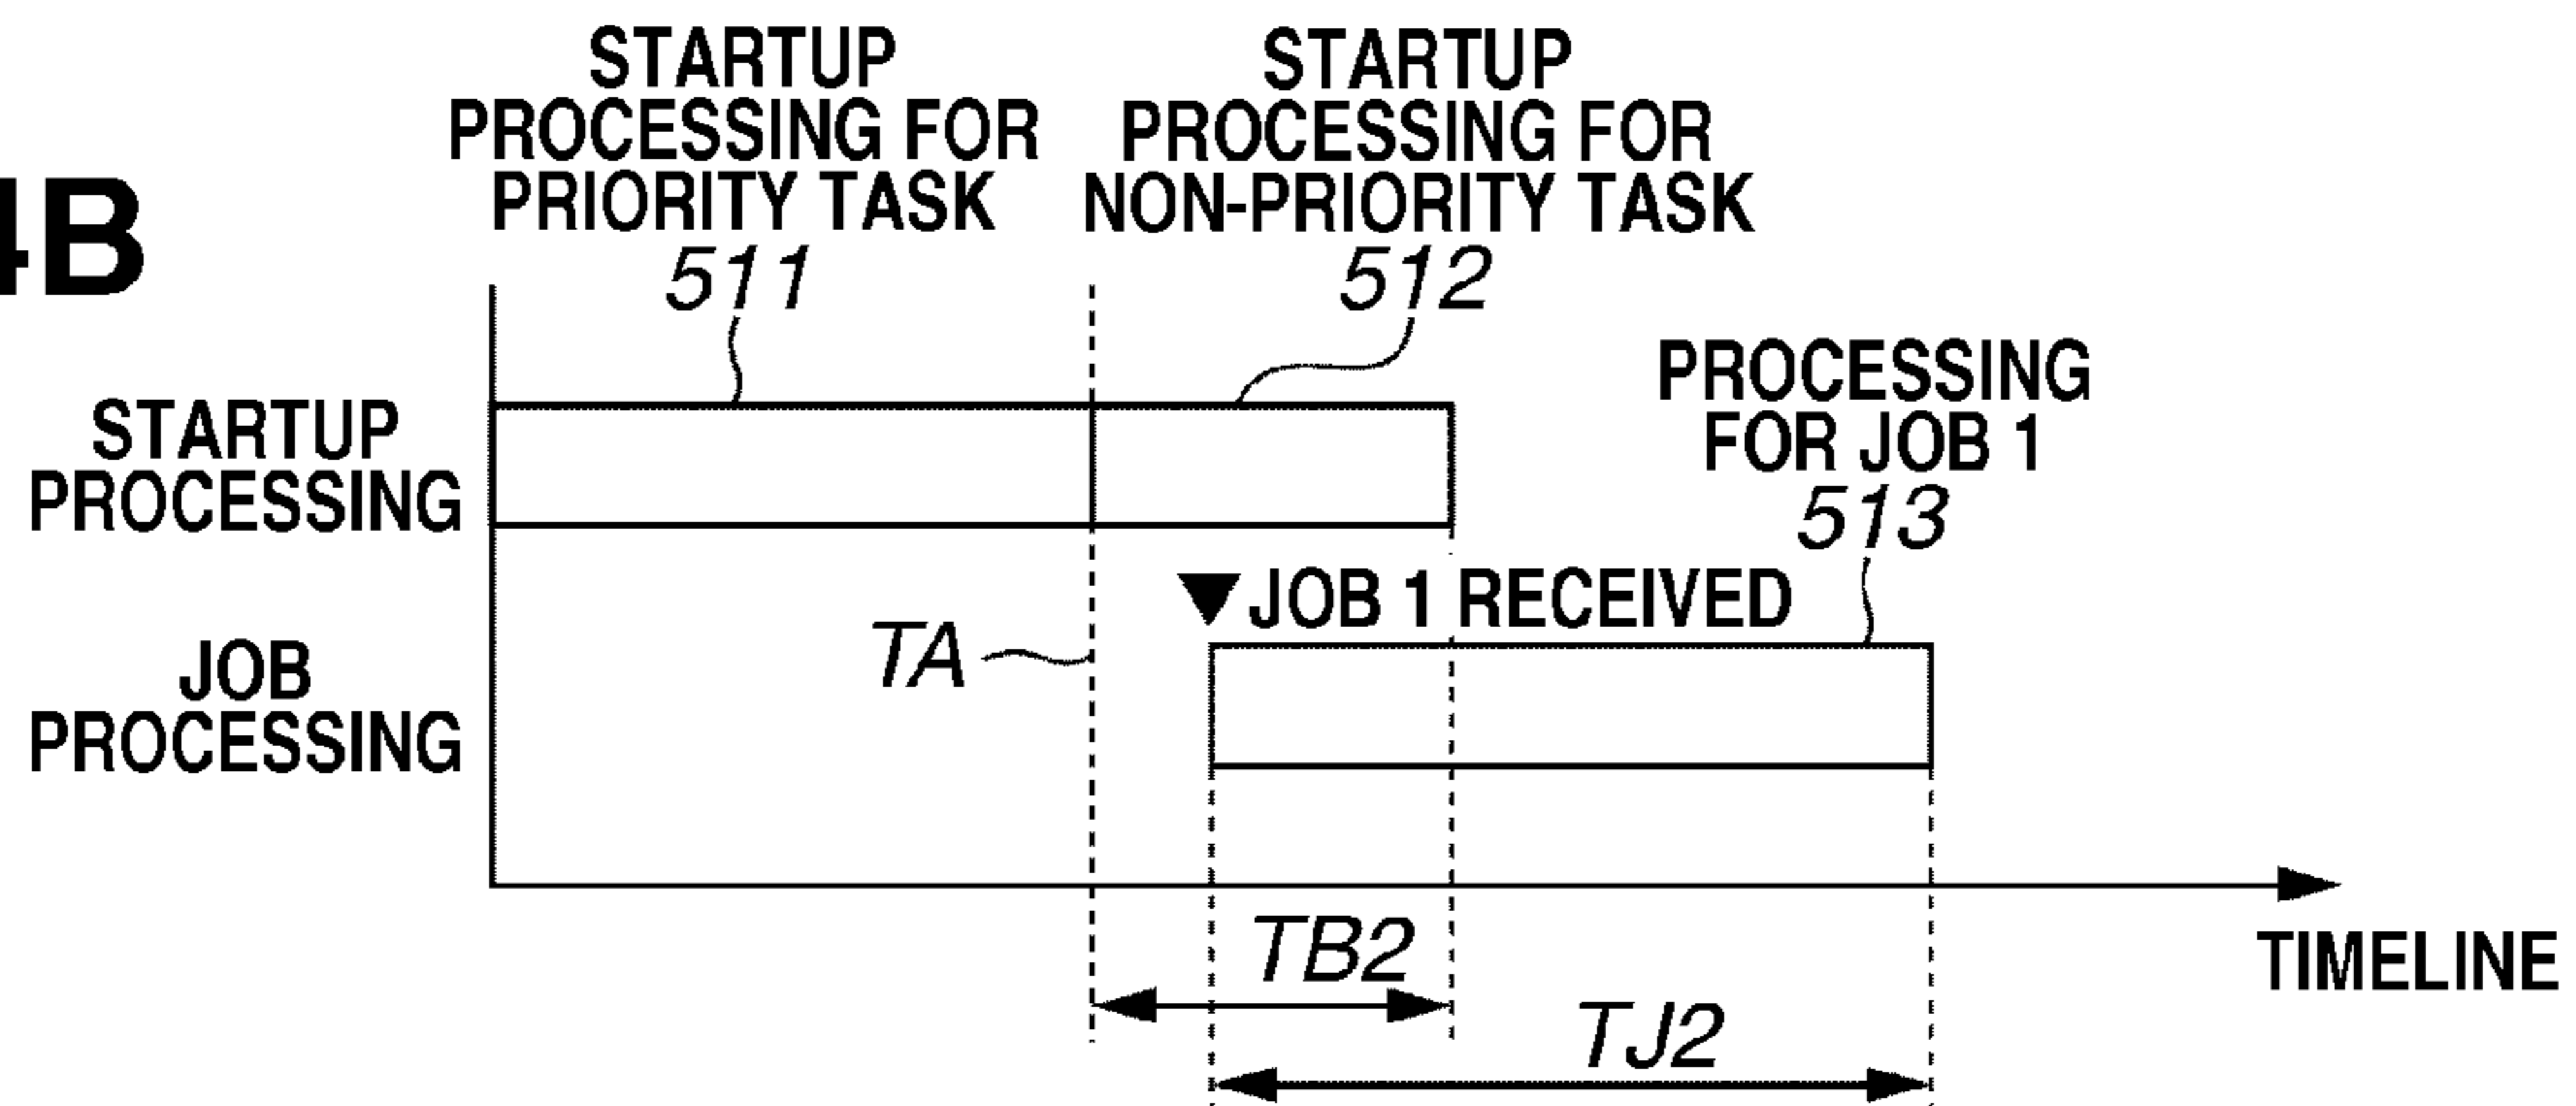 4B
STARTUP
PROCESSING FOR
PRIORITY TASK
511
STARTUP
PROCESSING FOR
NON-PRIORITY TASK
512
PROCESSING
FOR JOB 1
513
STARTUP
PROCESSING
JOB 1 RECEIVED
TA
JOB
PROCESSING
TB2
TIMELINE
TJ2